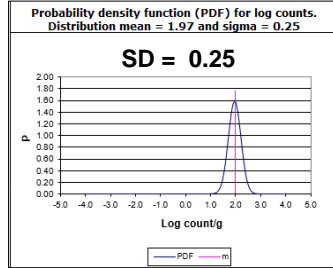 Probability density function (PDF) for log counts.
Distribution mean = 1.97 and sigma = 0.25
SD = 0.25
2.00
1.80
1.60
1.40
1.20
1.00
0.80
0.60
0.40
0.20
0.00
P
-5.0 -4.0 -3.0 -2.0 -1.0 0.0 1.0 2.0 3.0 4.0 5.0
Log count/g
PDF m